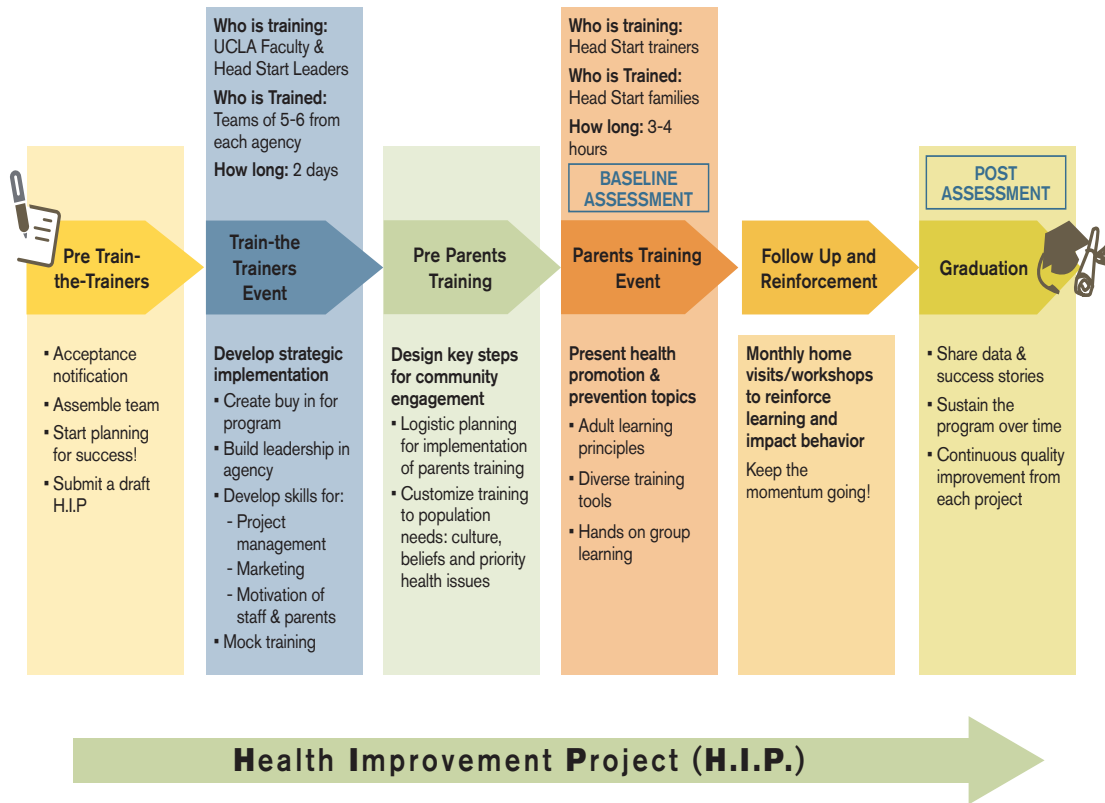 Who is training:
UCLA Faculty &
Head Start Leaders
Who is Trained:
Teams of 5-6 from
each agency
How long: 2 days
Who is training:
Head Start trainers
Who is Trained:
Head Start families
How long: 3-4
hours
BASELINE
ASSESSMENT
POST
ASSESSMENT
Pre Train-
the-Trainers
Train-the
Trainers
Event
Pre Parents
Training
Parents Training
Event
Follow Up and
Reinforcement
Graduation
▪ Acceptance
notification
▪ Assemble team
▪ Start planning
for success!
▪ Submit a draft
H.I.P
Develop strategic
implementation
▪ Create buy in for
program
▪ Build leadership in
agency
▪ Develop skills for:
- Project
management
- Marketing
- Motivation of
staff & parents
▪ Mock training
Design key steps
for community
engagement
▪ Logistic planning
for implementation
of parents training
▪ Customize training
to population
needs: culture,
beliefs and priority
health issues
Present health
promotion &
prevention topics
▪ Adult learning
principles
▪ Diverse training
tools
▪ Hands on group
learning
Monthly home
visits/workshops
to reinforce
learning and
impact behavior
Keep the
momentum going!
▪ Share data &
success stories
▪ Sustain the
program over time
▪ Continuous quality
improvement from
each project
Health Improvement Project (H.I.P.)